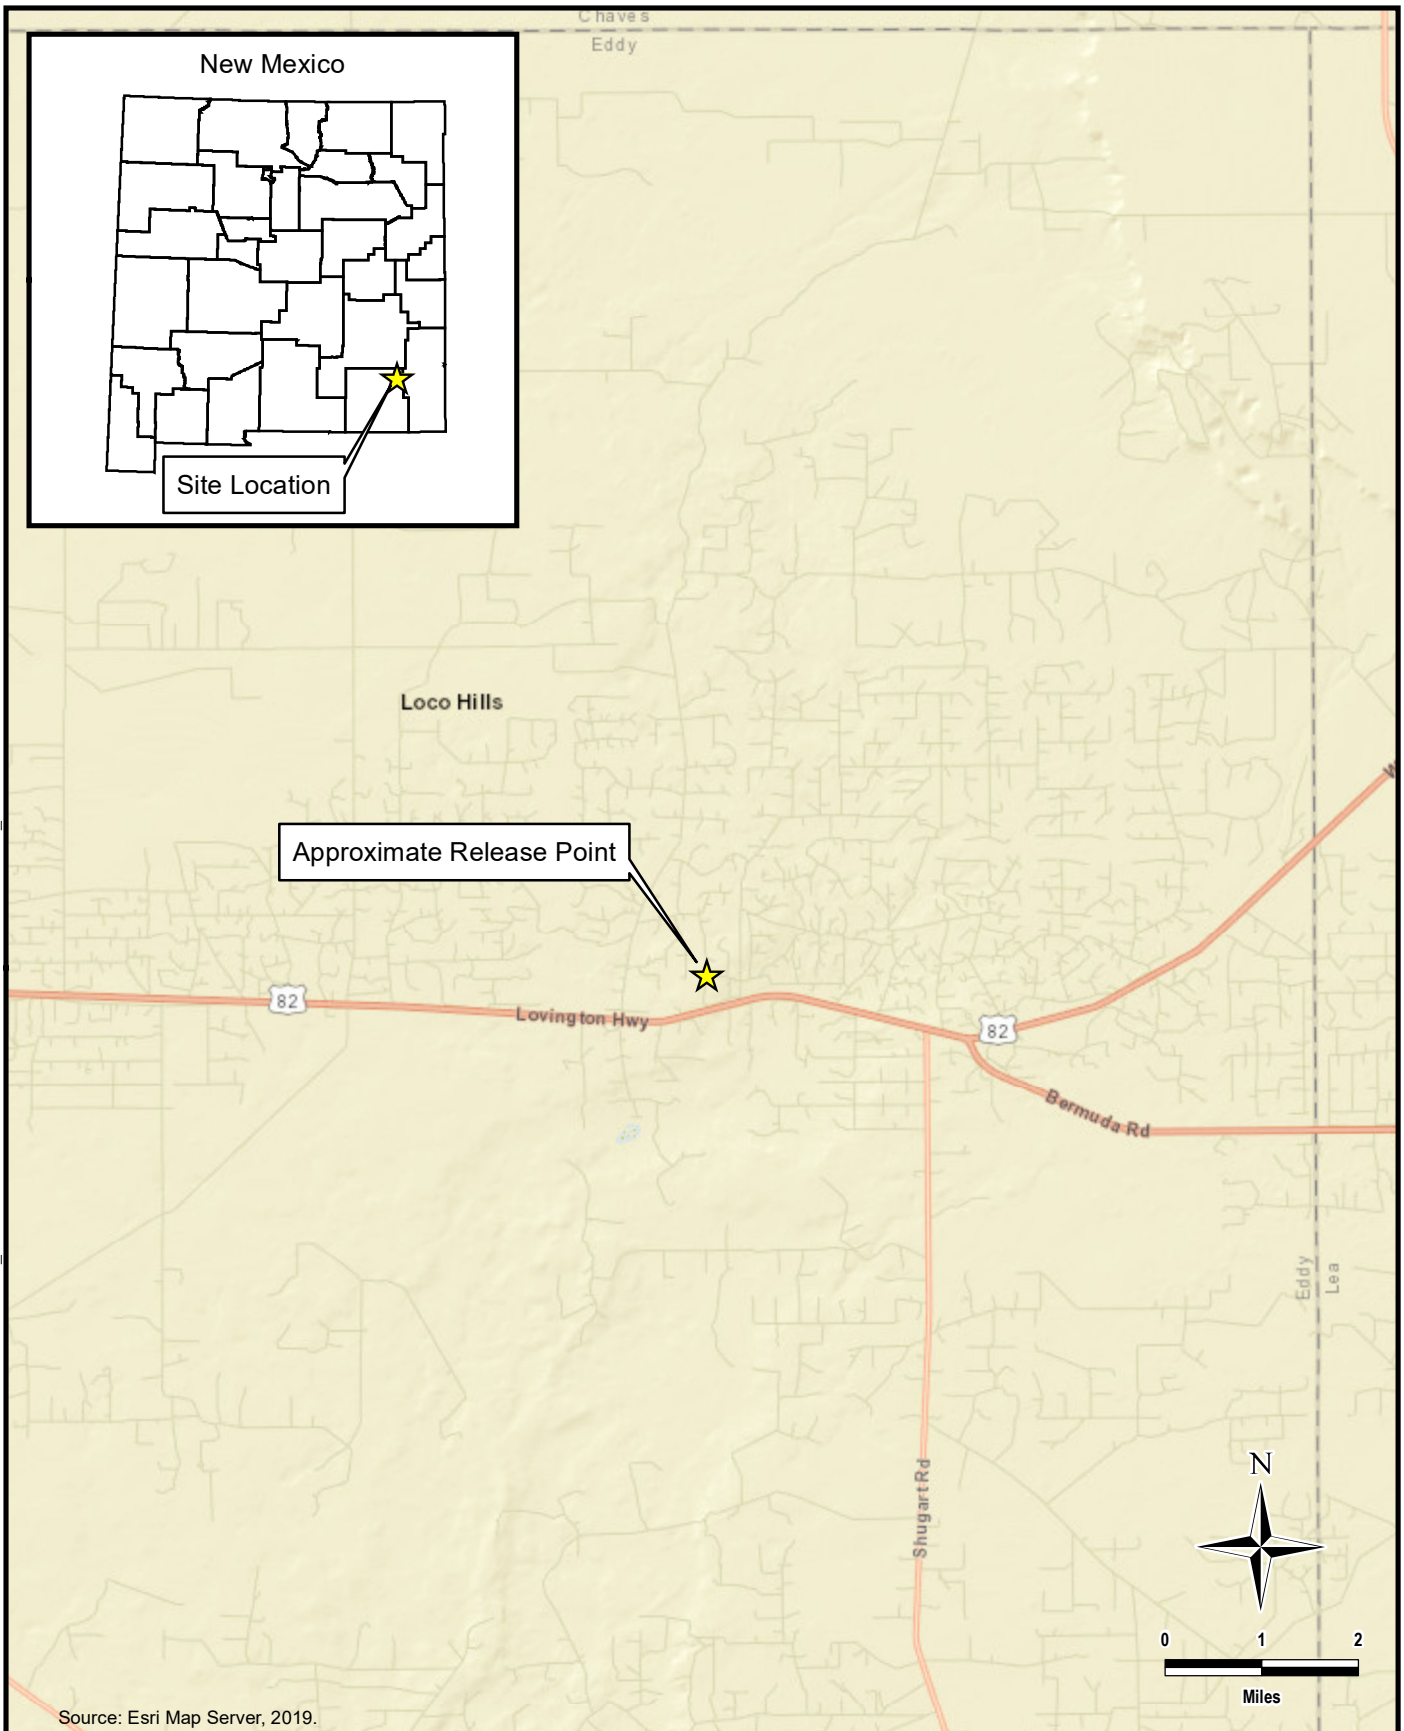 Chaves
Eddy
New Mexico
Site Location
Loco Hills
Approximate Release Point
82
Lovington Hwy
82
Bermuda Rd
Eddy
Lea
Shugart Rd
N
0 1 2
Miles
Source: Esri Map Server, 2019.